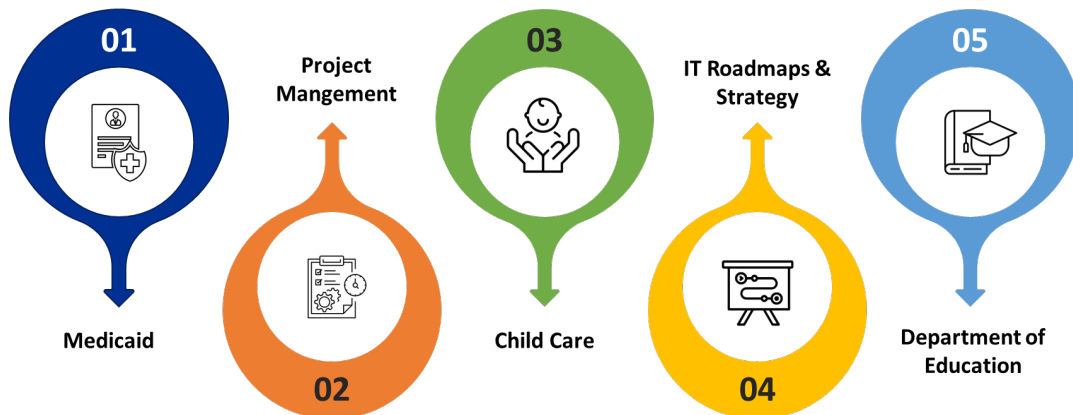 01
Medicaid
Project
Mangement
02
03
Child Care
IT Roadmaps &
Strategy
04
05
Department of
Education